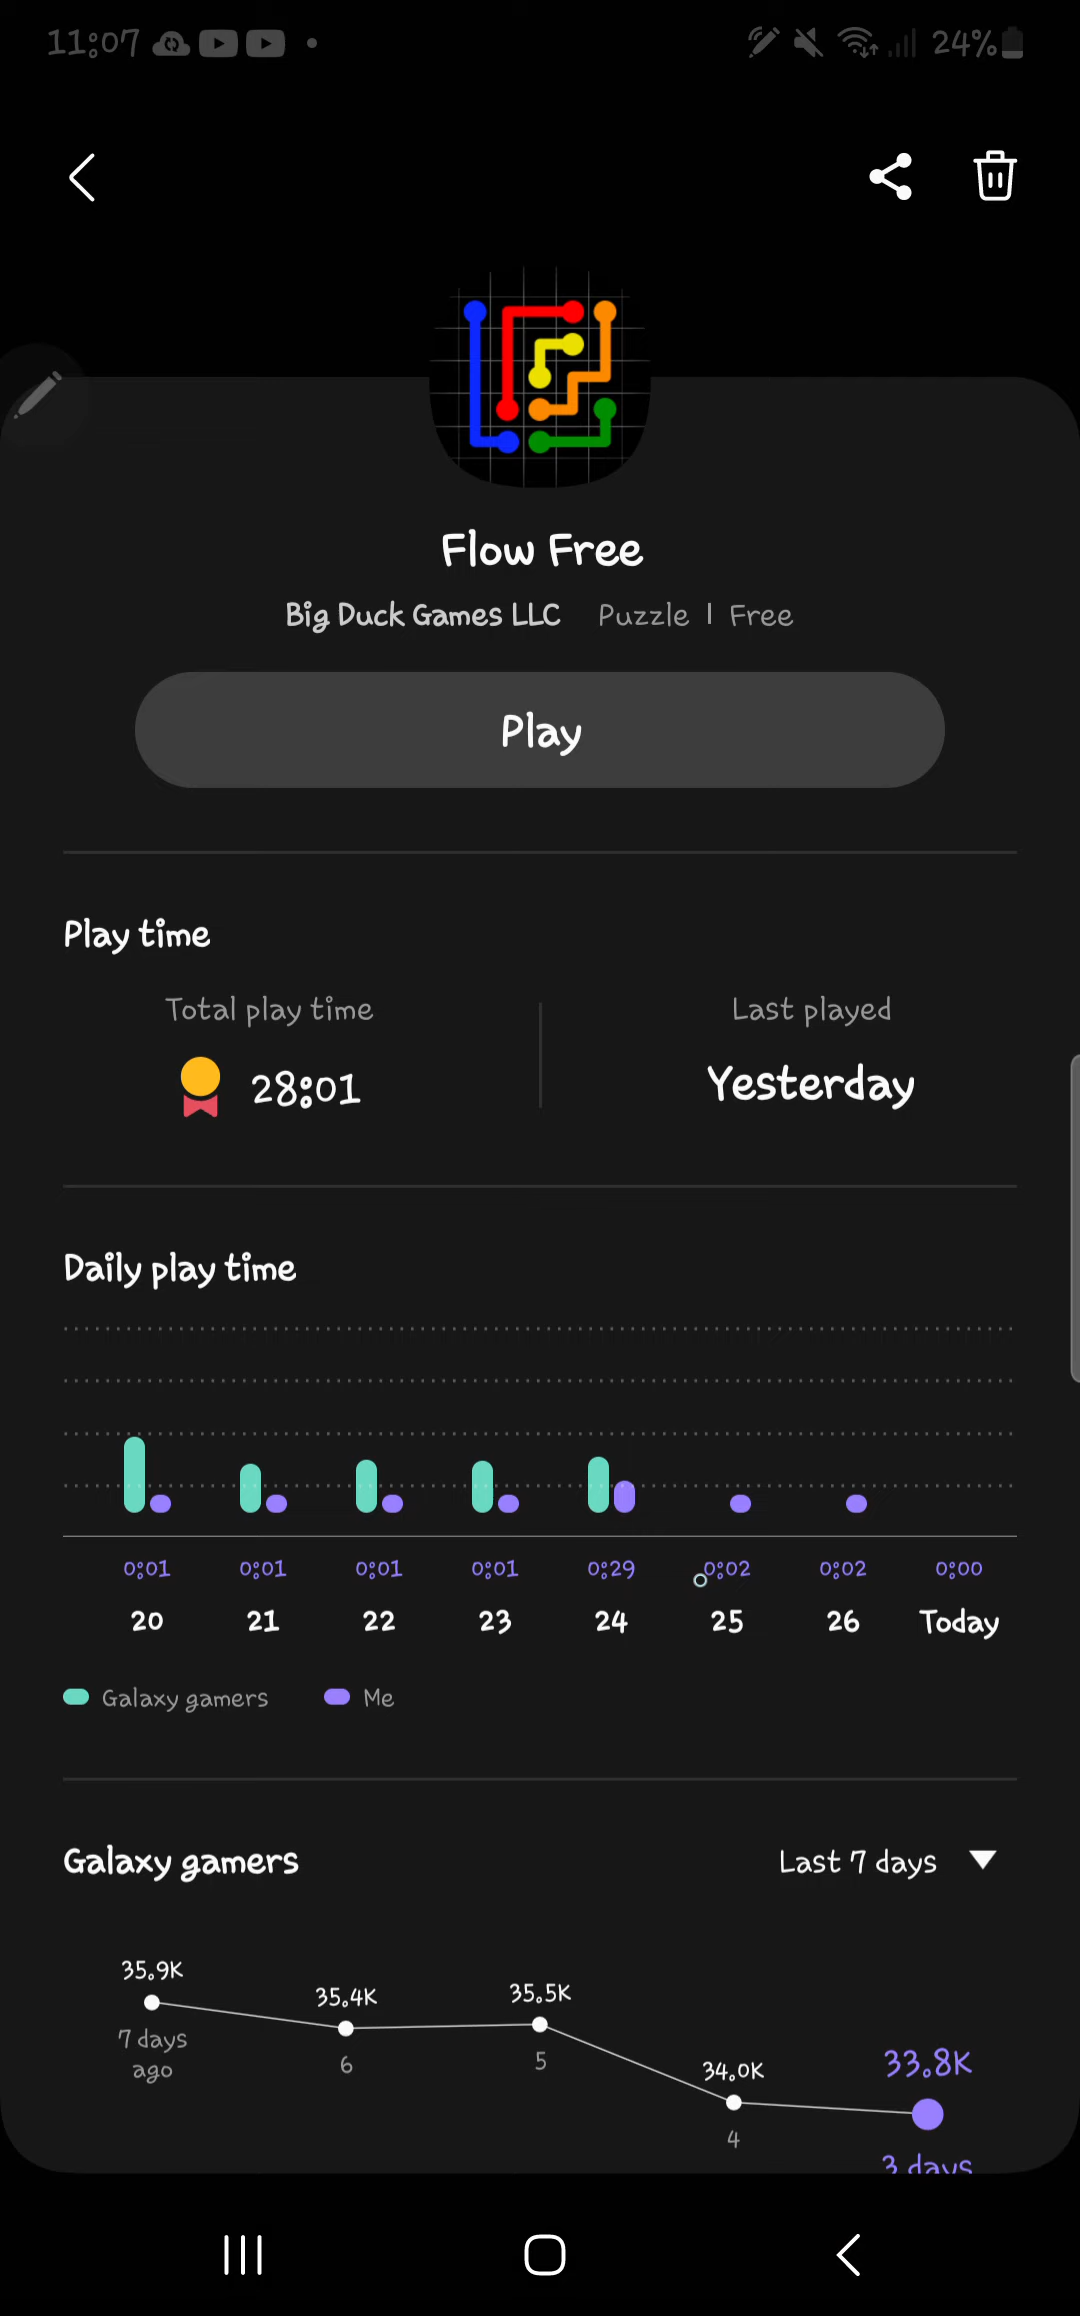 11:07
24%
Flow Free
Big Duck Games LLC Puzzle | Free
Play
Play time
Total play time
28:01
Last played
Yesterday
Daily play time
0:01 0:01 0:01 0:01 0:29 0:02 0:02 0:00
20 21 22 23 24 25 26 Today
Galaxy gamers Me
Galaxy gamers Last 7 days
35.9K 35.4K 35.5K 34.0K 33.8K
7 days
ago
6 5 4
3 days